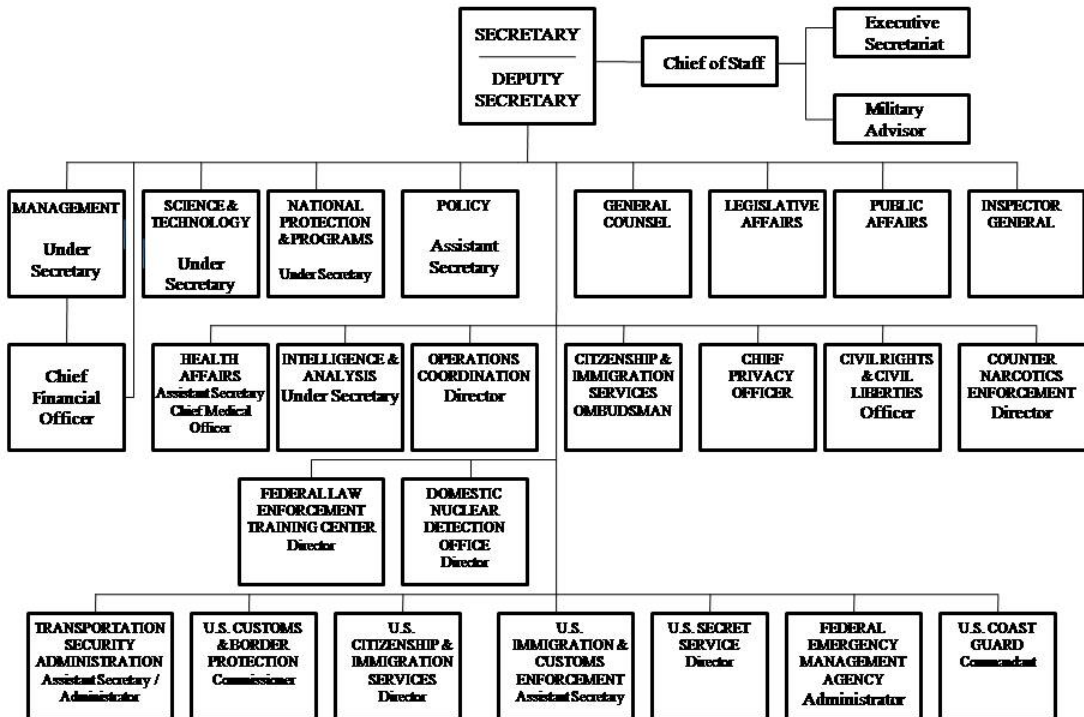 SECRETARY
DEPUTY
SECRETARY
Chief of Staff
Executive
Secretariat
Military
Advisor
MANAGEMENT
Under
Secretary
SCIENCE &
TECHNOLOGY
Under
Secretary
NATIONAL
PROTECTION
& PROGRAMS
Under Secretary
POLICY
Assistant
Secretary
GENERAL
COUNSEL
LEGISLATIVE
AFFAIRS
PUBLIC
AFFAIRS
INSPECTOR
GENERAL
Chief
Financial
Officer
HEALTH
AFFAIRS
Assistant Secretary
Chief Medical
Officer
INTELLIGENCE &
ANALYSIS
Under Secretary
OPERATIONS
COORDINATION
Director
CITZENSHIP &
IMMIGRATION
SERVICES
OMBUDSMAN
CHIEF
PRIVACY
OFFICER
CIVIL RIGHTS
& CIVIL
LIBERTIES
Officer
COUNTER
NARCOTICS
ENFORCEMENT
Director
FEDERAL LAW
ENFORCEMENT
TRAINING CENTER
Director
DOMESTIC
NUCLEAR
DETECTION
OFFICE
Director
TRANSPORTATION
SECURITY
ADMINISTRATION
Assistant Secretary /
Administrator
U.S. CUSTOMS
& BORDER
PROTECTION
Commissioner
U.S.
CITIZENSHIP &
IMMIGRATION
SERVICES
Director
U.S.
IMMIGRATION &
CUSTOMS
ENFORCEMENT
Assistant Secretary
U.S. SECRET
SERVICE
Director
FEDERAL
EMERGENCY
MANAGEMENT
AGENCY
Administrator
U.S. COAST
GUARD
Commandant